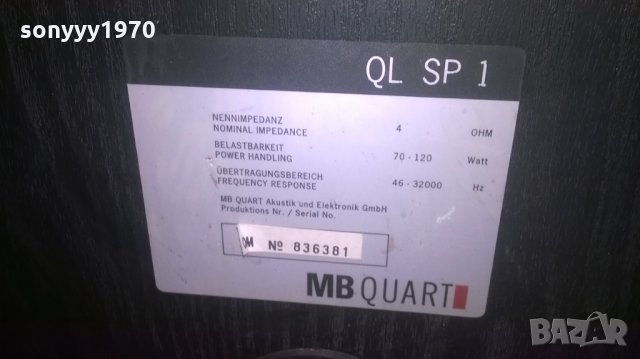 sonyyy1970
QL SP 1
NENNIMPEDANZ
NOMINAL IMPEDANCE 4 OHM
BELASTBARKEIT
POWER HANDLING 70 - 120 Watt
ÜBERTRAGUNGSBEREICH
FREQUENCY RESPONSE 46 - 32000 Hz
MB QUART Akustik und Elektronik GmbH
Produktions Nr. / Serial No.
M № 836381
MB QUART
BAZAR